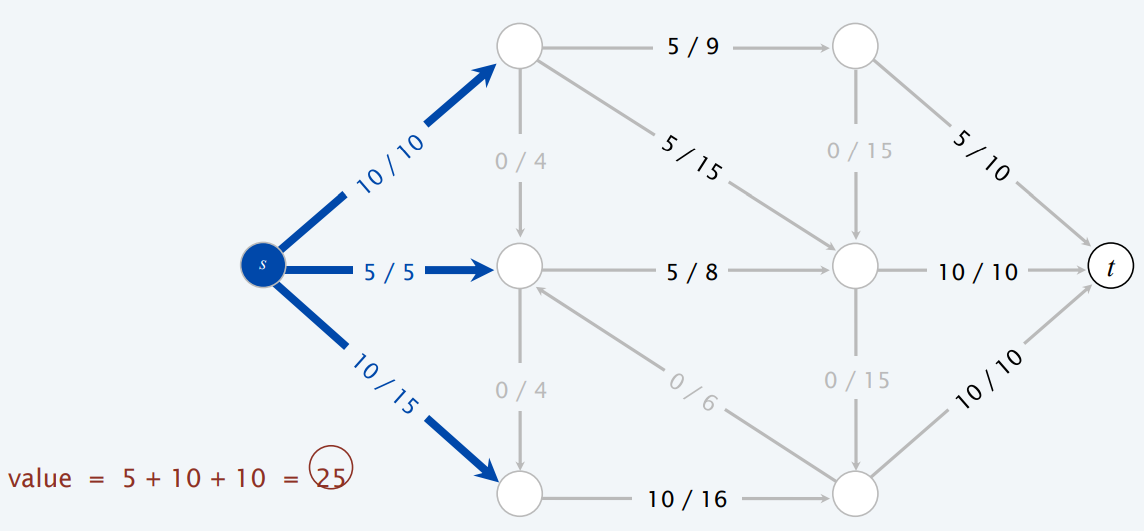 5 / 9
10 / 10
0 / 4
5 / 15
0 / 15
5 / 10
s
5 / 5
5 / 8
10 / 10
t
10 / 15
0 / 4
0 / 6
0 / 15
10 / 10
value = 5 + 10 + 10 = 25
10 / 16